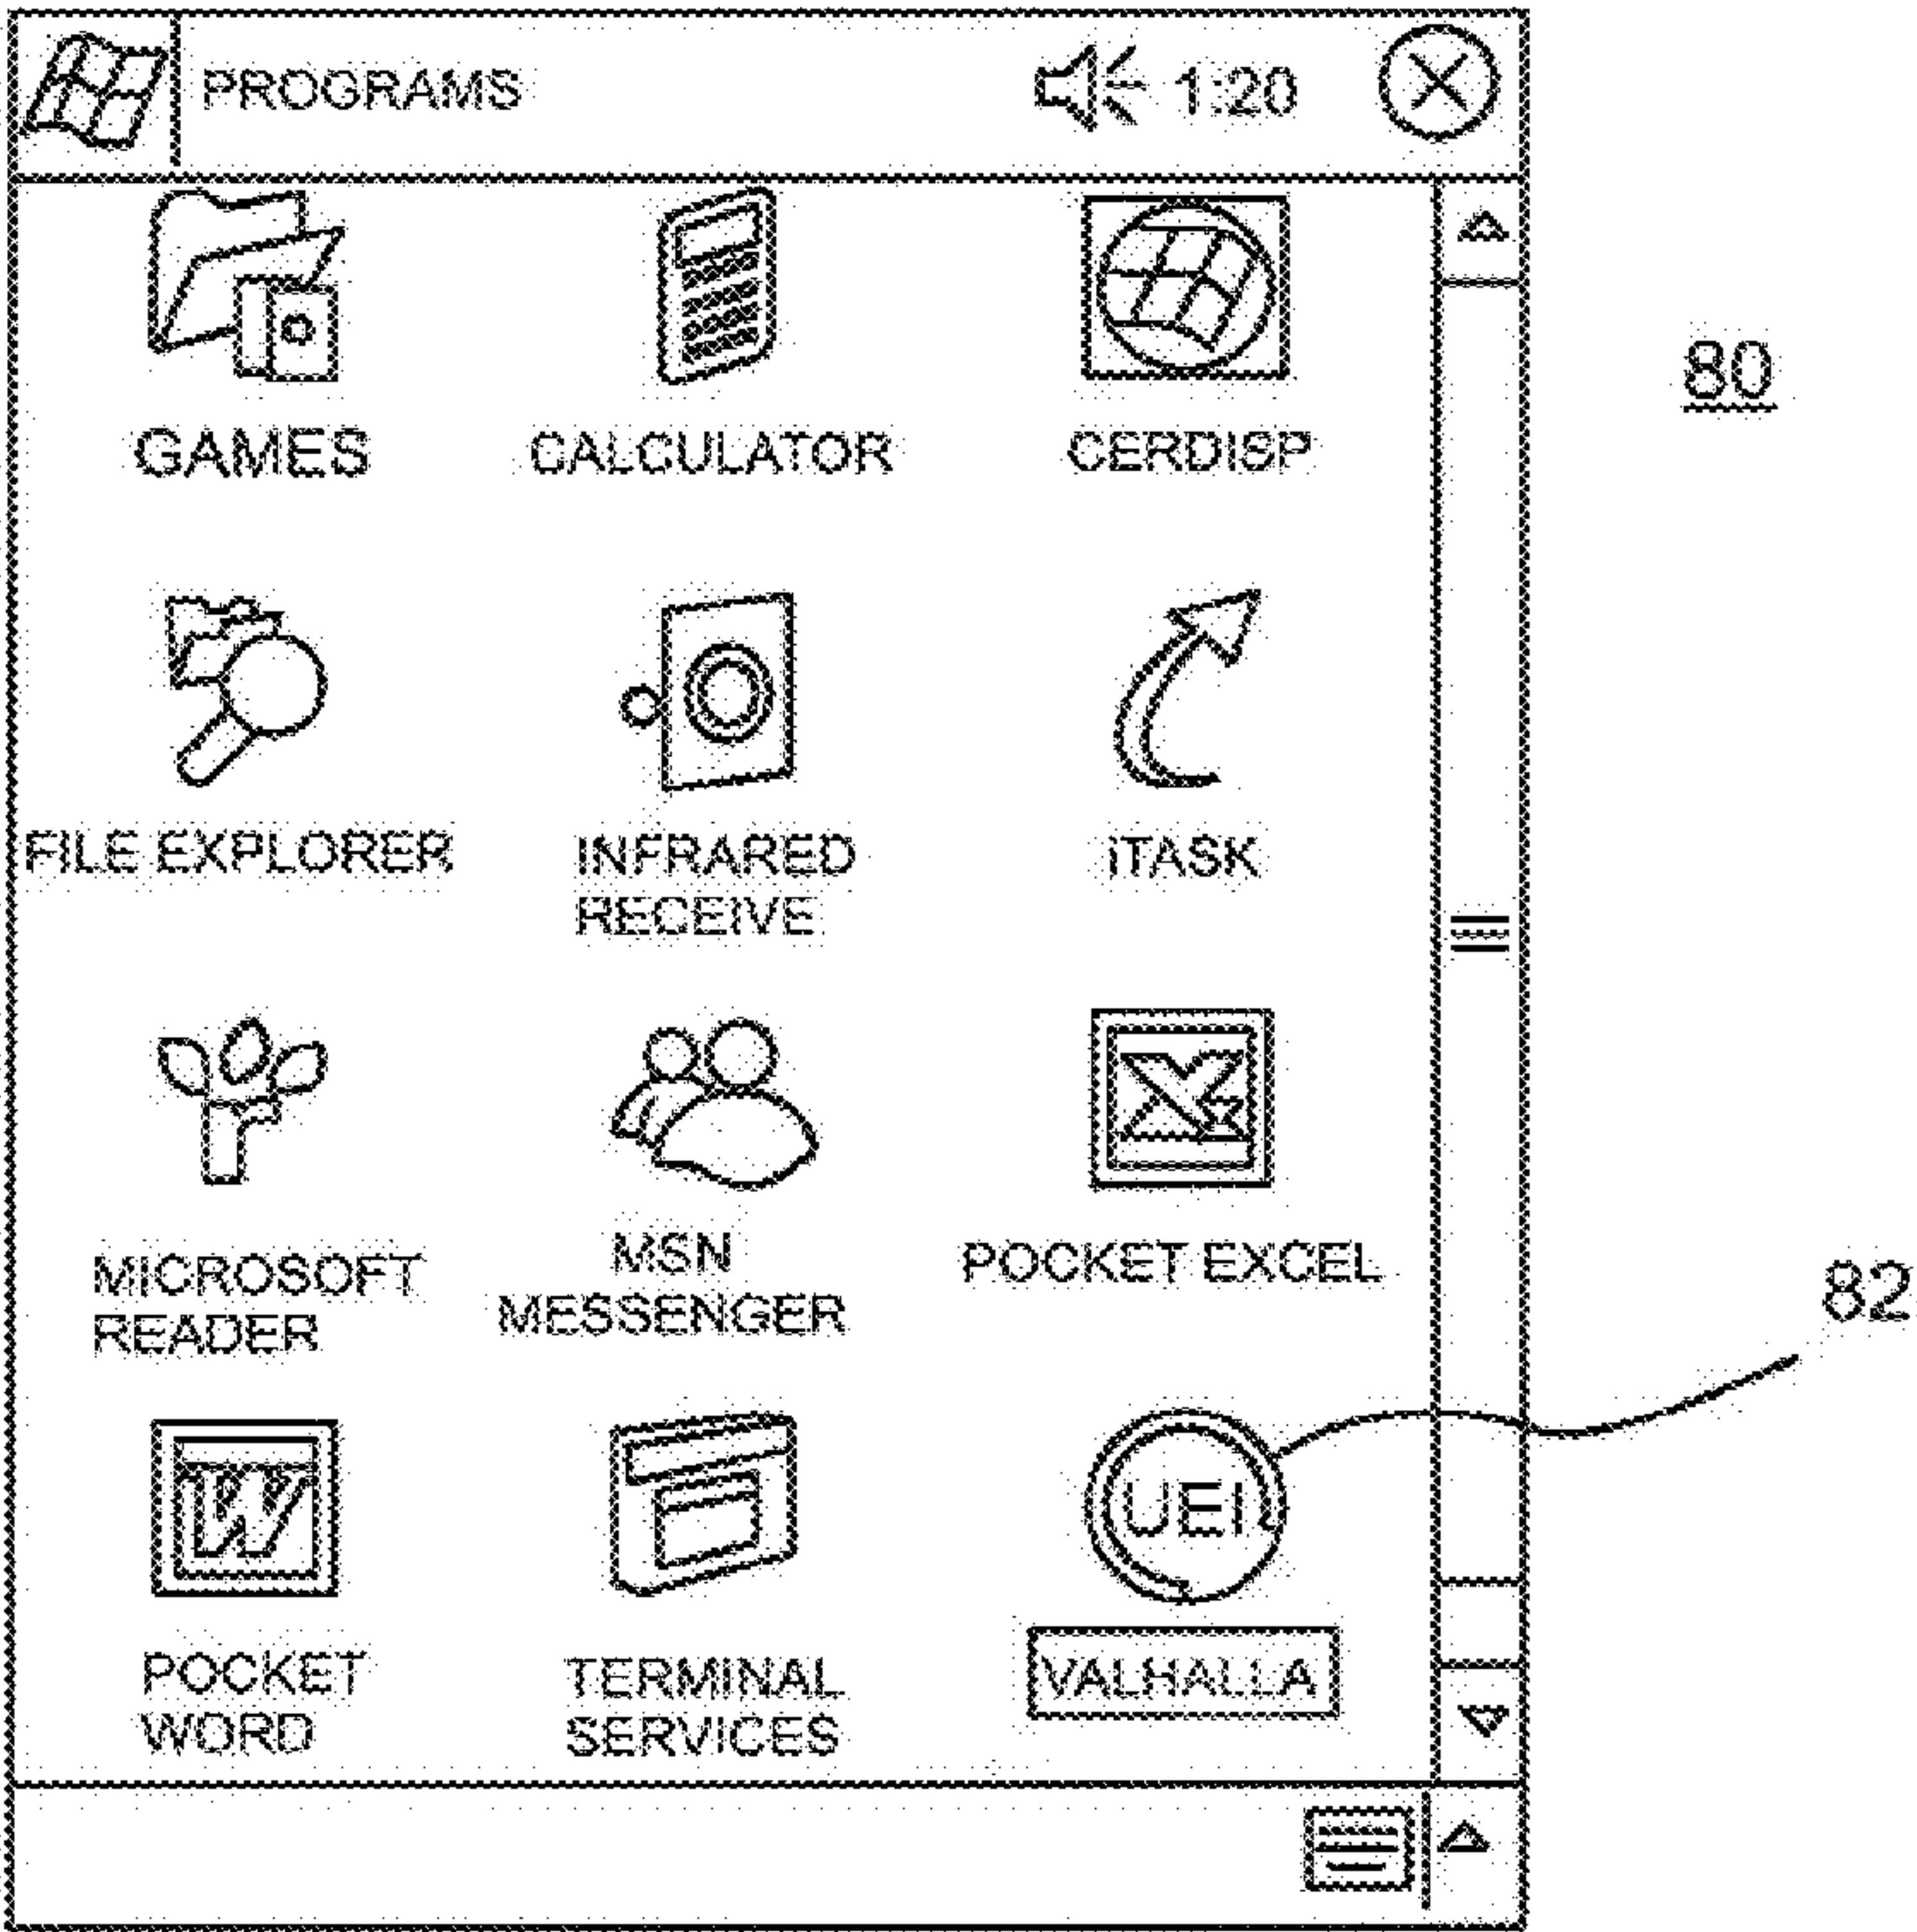 PROGRAMS 1:20
80
GAMES CALCULATOR CERDISP
FILE EXPLORER INFRARED iTASK
RECEIVE
MICROSOFT MSN POCKET EXCEL
READER MESSENGER
82
W UEI
POCKET TERMINAL VALHALLA
WORD SERVICES